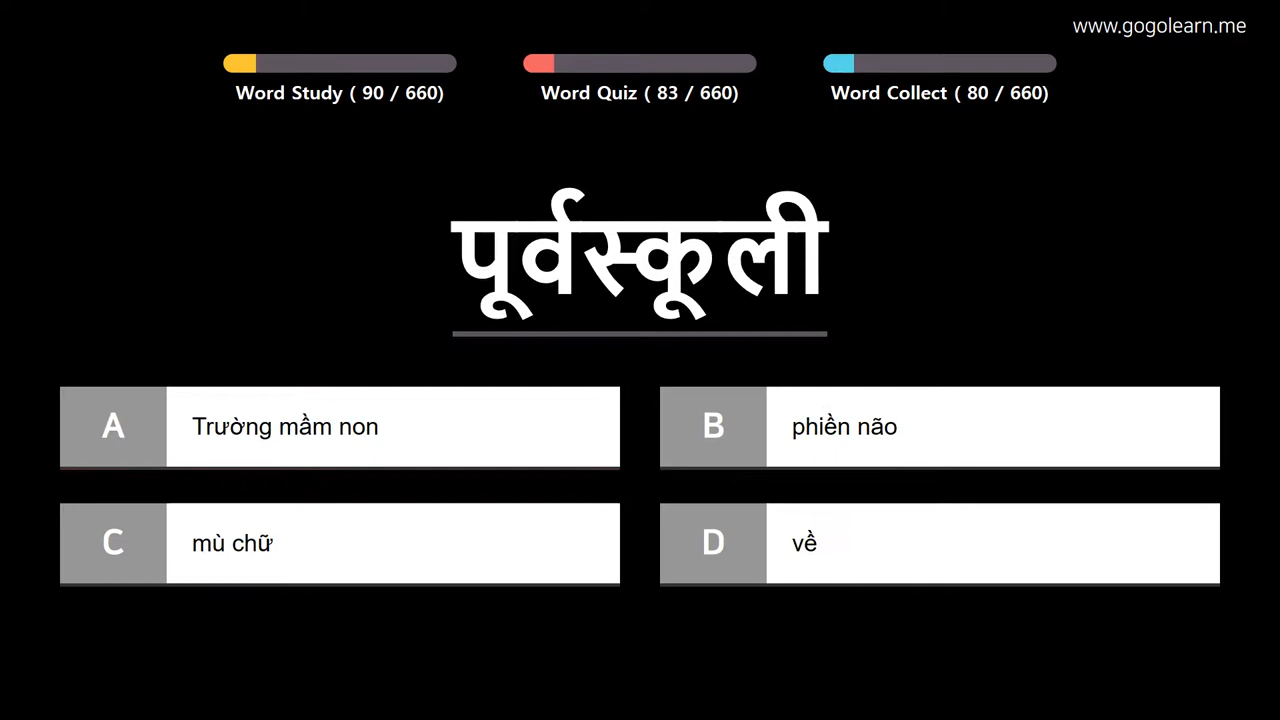 www.gogolearn.me
Word Study ( 90 / 660)
Word Quiz ( 83 / 660)
Word Collect ( 80 / 660)
पूर्वस्कूली
A Trường mầm non
B phiền não
C mù chữ
D về